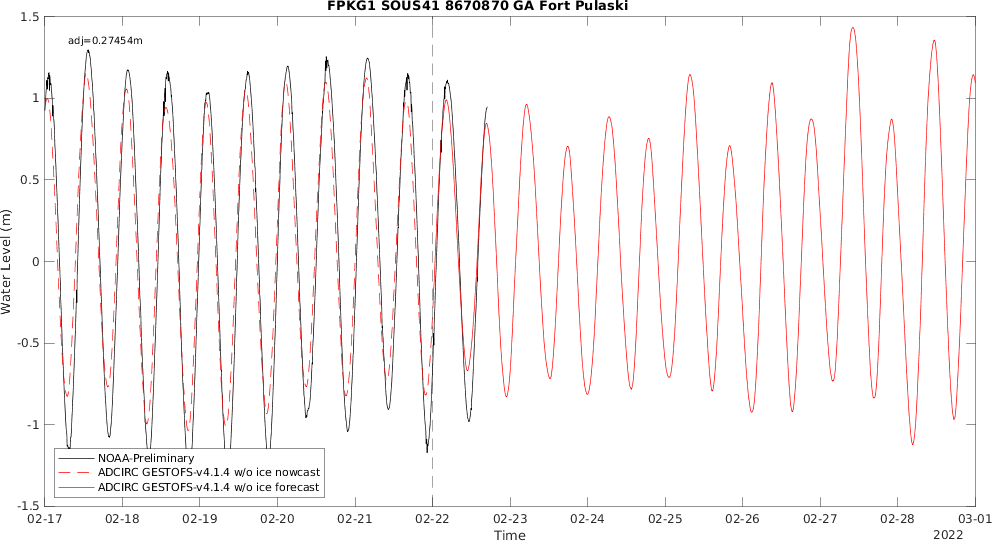 FPKG1 SOUS41 8670870 GA Fort Pulaski
adj=0.27454m
1.5
1
0.5
0
-0.5
-1
-1.5
Water Level (m)
NOAA-Preliminary
ADCIRC GESTOFS-v4.1.4 w/o ice nowcast
ADCIRC GESTOFS-v4.1.4 w/o ice forecast
02-17 02-18 02-19 02-20 02-21 02-22 02-23 02-24 02-25 02-26 02-27 02-28 03-01
Time
2022